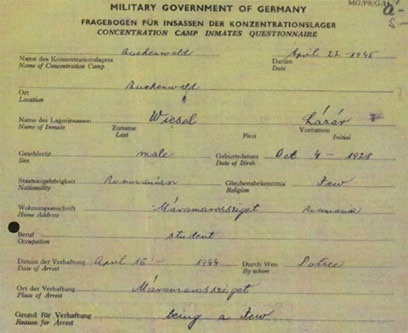 MILITARY GOVERNMENT OF GERMANY
FRAGEBOGEN FÜR INSASSEN DER KONZENTRATIONSLAGER
CONCENTRATION CAMP INMATES QUESTIONNAIRE
Name des Konzentrationslagers Buchenwald Datum April 22 - 1945
Name of Concentration Camp Date
Ort Buchenwald
Location
Name des Lagerinsassen Wiesel Lázár
Name of Inmate Zuname Vornamen
Last First Initial
Geschlecht male Geburtsdatum Oct 4 - 1928
Sex Date of Birth
Staatsangehörigkeit Roumanian Glaubensbekenntnis Jew
Nationality Religion
Wohnungsanschrift Máramarossziget Roumania
Home Address
Beruf student
Occupation
Datum der Verhaftung April 16 - 1944 Durch Wen Police
Date of Arrest By whom
Ort der Verhaftung Máramarossziget
Place of Arrest
Grund für Verhaftung being a Jew
Reason for Arrest